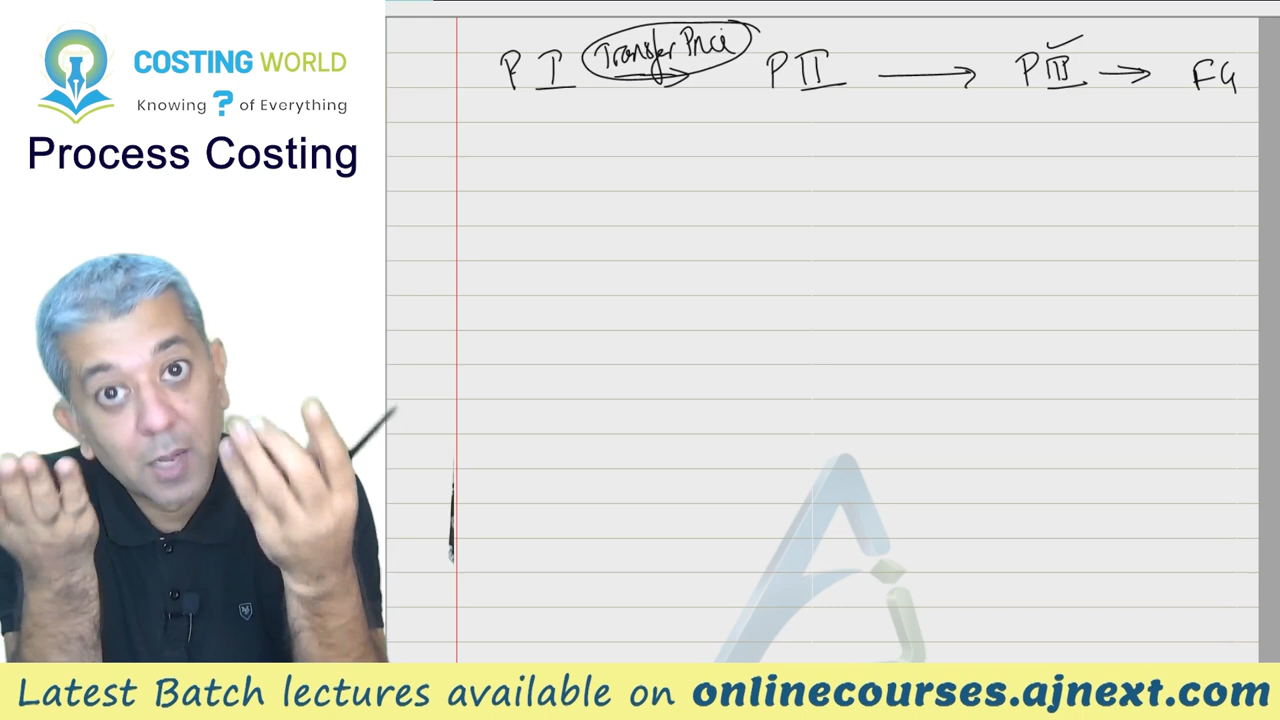 COSTING WORLD
Knowing ? of Everything
Process Costing
P I Transfer Price P II P III FG
Latest Batch lectures available on onlinecourses.ajnext.com